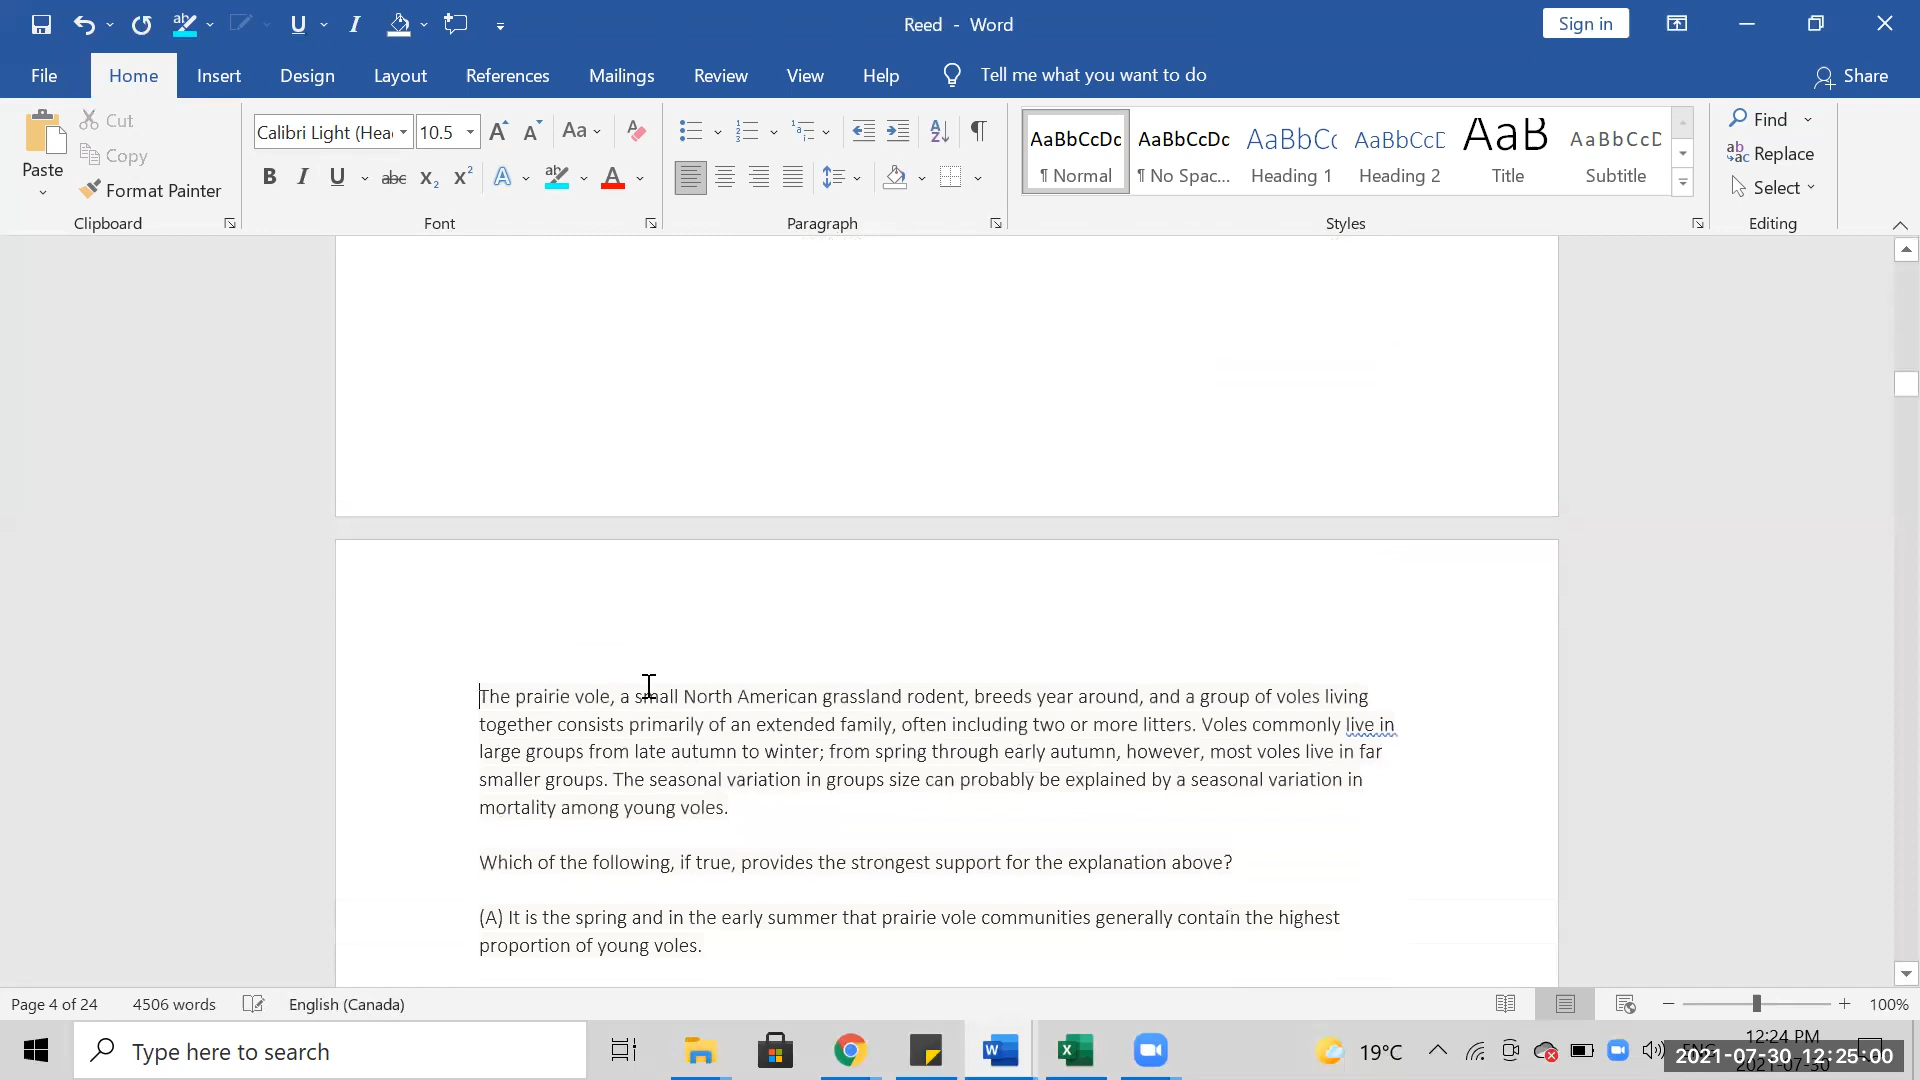 Reed - Word
Sign in
File Home Insert Design Layout References Mailings Review View Help Tell me what you want to do Share
Paste
Cut
Copy
Format Painter
Clipboard
Calibri Light (Hea 10.5
Font
Paragraph
AaBbCcDc AaBbCcDc AaBbCc AaBbCcD AaB AaBbCcD
¶ Normal ¶ No Spac... Heading 1 Heading 2 Title Subtitle
Styles
Find
Replace
Select
Editing
The prairie vole, a small North American grassland rodent, breeds year around, and a group of voles living
together consists primarily of an extended family, often including two or more litters. Voles commonly live in
large groups from late autumn to winter; from spring through early autumn, however, most voles live in far
smaller groups. The seasonal variation in groups size can probably be explained by a seasonal variation in
mortality among young voles.
Which of the following, if true, provides the strongest support for the explanation above?
(A) It is the spring and in the early summer that prairie vole communities generally contain the highest
proportion of young voles.
Page 4 of 24 4506 words English (Canada) 100%
Type here to search
19°C
12:24 PM
2021-07-30 12:25:00